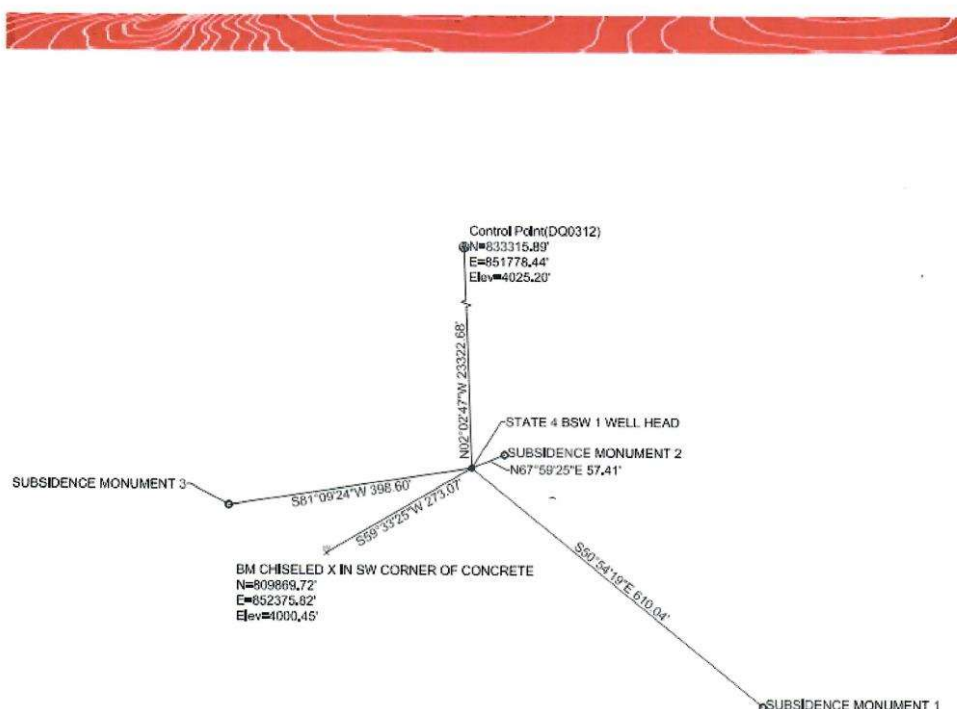 Control Point(DQ0312)
N=833315.89'
E=851778.44'
Elev=4025.20'
N02°02'47"W 23322.68'
STATE 4 BSW 1 WELL HEAD
SUBSIDENCE MONUMENT 2
N67°59'25"E 57.41'
SUBSIDENCE MONUMENT 3
S81°09'24"W 398.60'
S59°33'25"W 273.07'
BM CHISELED X IN SW CORNER OF CONCRETE
N=809869.72'
E=852375.82'
Elev=4000.45'
S50°54'19"E 610.04'
SUBSIDENCE MONUMENT 1